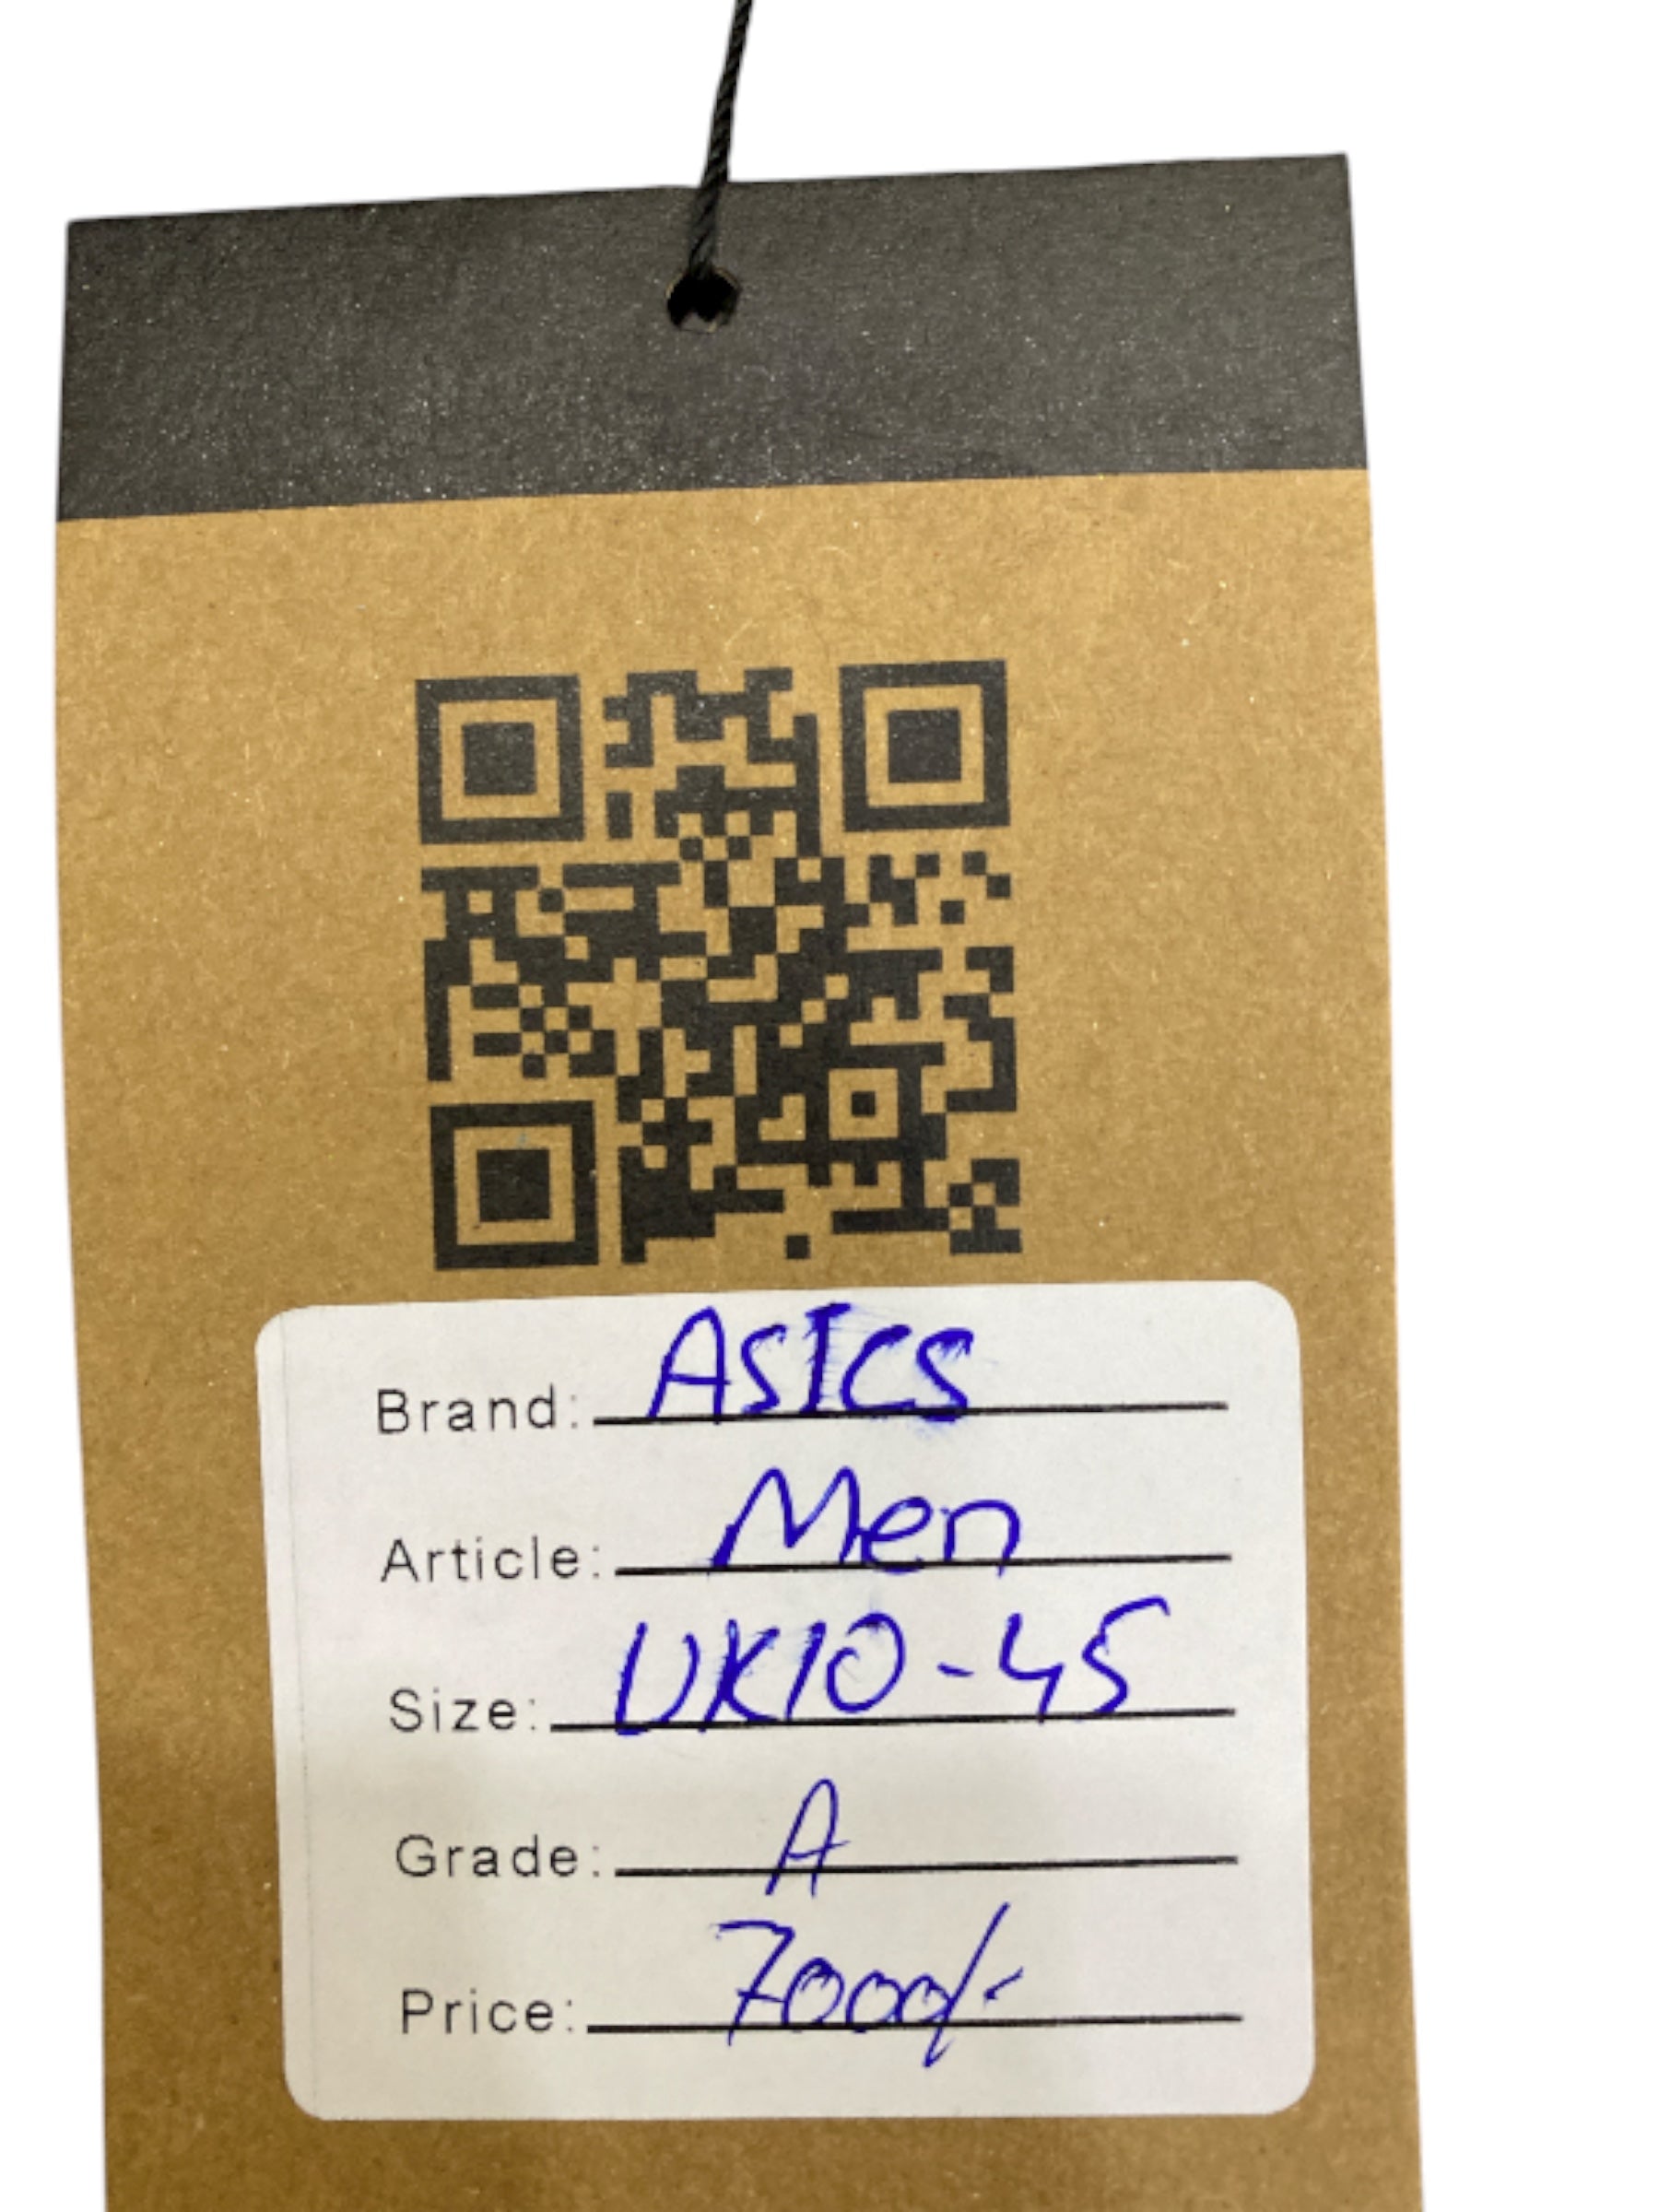 Brand: ASICS
Article: Men
Size: UK10-45
Grade: A
Price: 7000/-